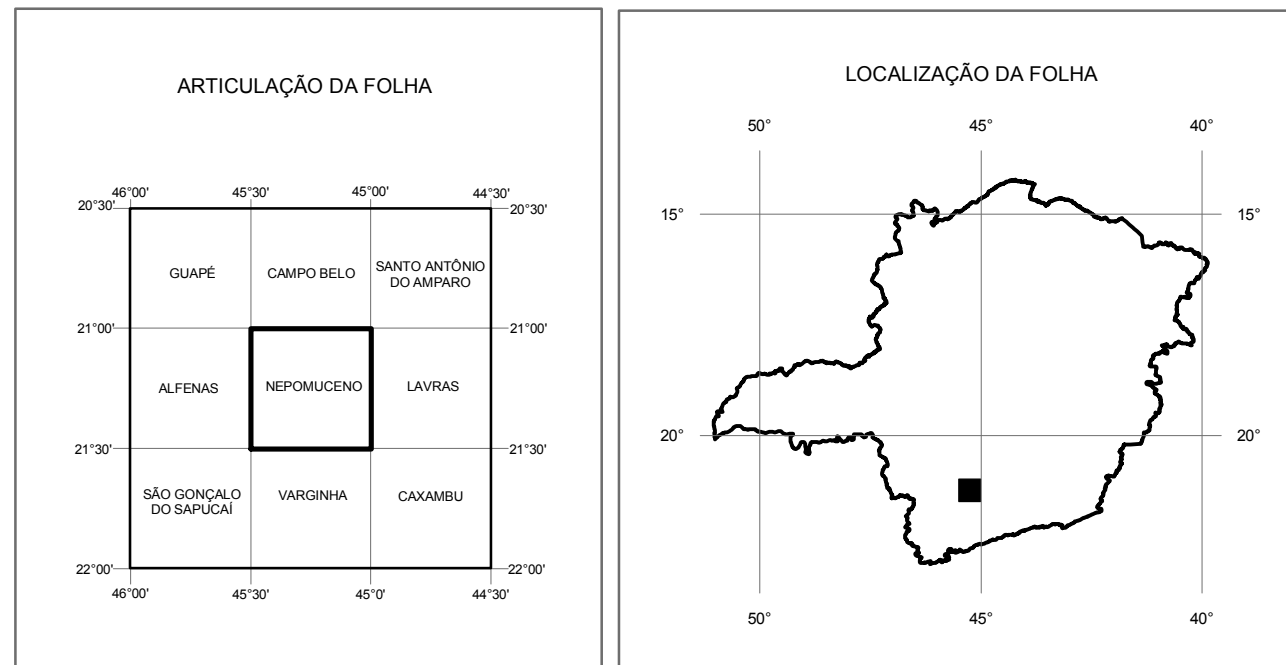 ARTICULAÇÃO DA FOLHA
46°00' 45°30' 45°00' 44°30'
20°30' 20°30'
GUAPÉ CAMPO BELO SANTO ANTÔNIO
DO AMPARO
21°00' 21°00'
ALFENAS NEPOMUCENO LAVRAS
21°30' 21°30'
SÃO GONÇALO
DO SAPUCAÍ VARGINHA CAXAMBU
22°00' 22°00'
46°00' 45°30' 45°0' 44°30'
LOCALIZAÇÃO DA FOLHA
50° 45° 40°
15° 15°
20° 20°
50° 45° 40°